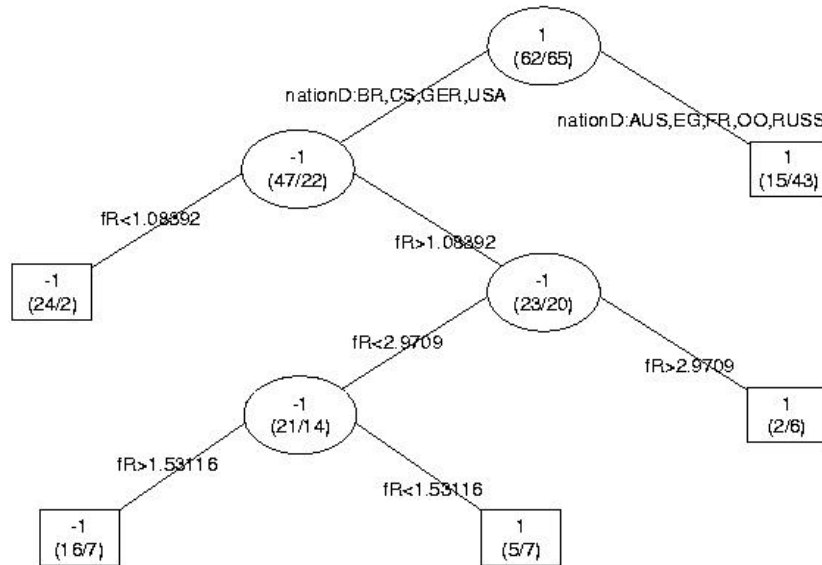 1
(62/65)
nationD:BR,CS,GER,USA
nationD:AUS,EG,FR,OO,RUSS
-1
(47/22)
1
(15/43)
fR<1.08392
fR>1.08392
-1
(24/2)
-1
(23/20)
fR<2.9709
fR>2.9709
-1
(21/14)
1
(2/6)
fR>1.53116
fR<1.53116
-1
(16/7)
1
(5/7)